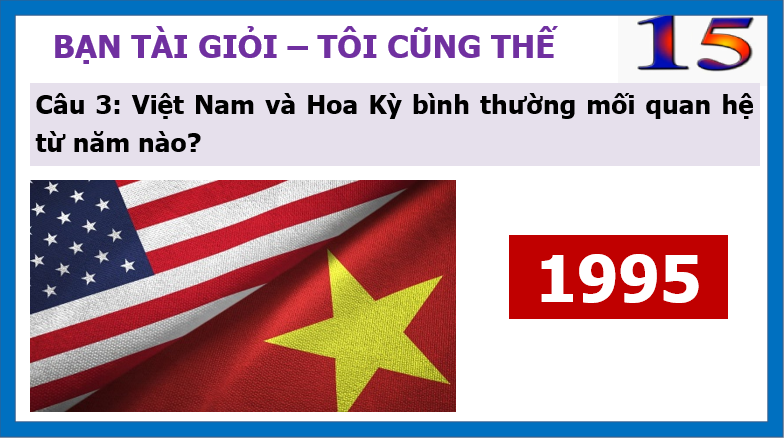 BẠN TÀI GIỎI – TÔI CŨNG THẾ
15
Câu 3: Việt Nam và Hoa Kỳ bình thường mối quan hệ
từ năm nào?
1995